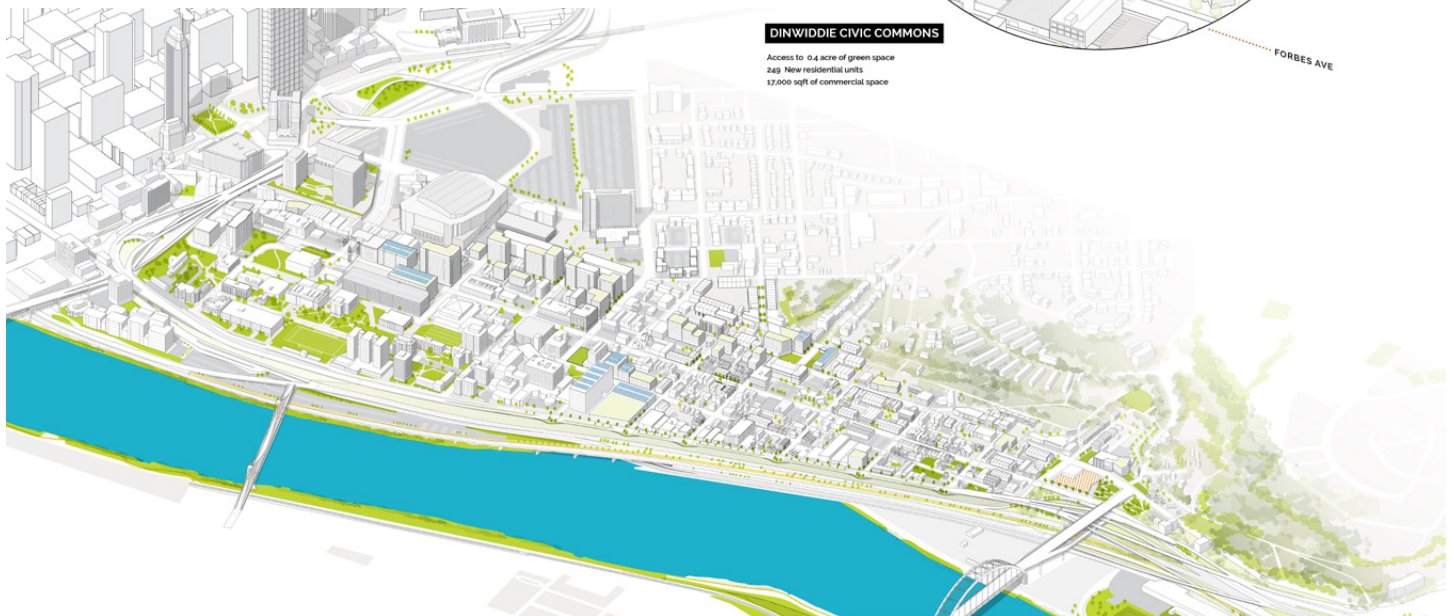 DINWIDDIE CIVIC COMMONS
Access to 0.4 acre of green space
249 New residential units
17,000 sqft of commercial space
FORBES AVE